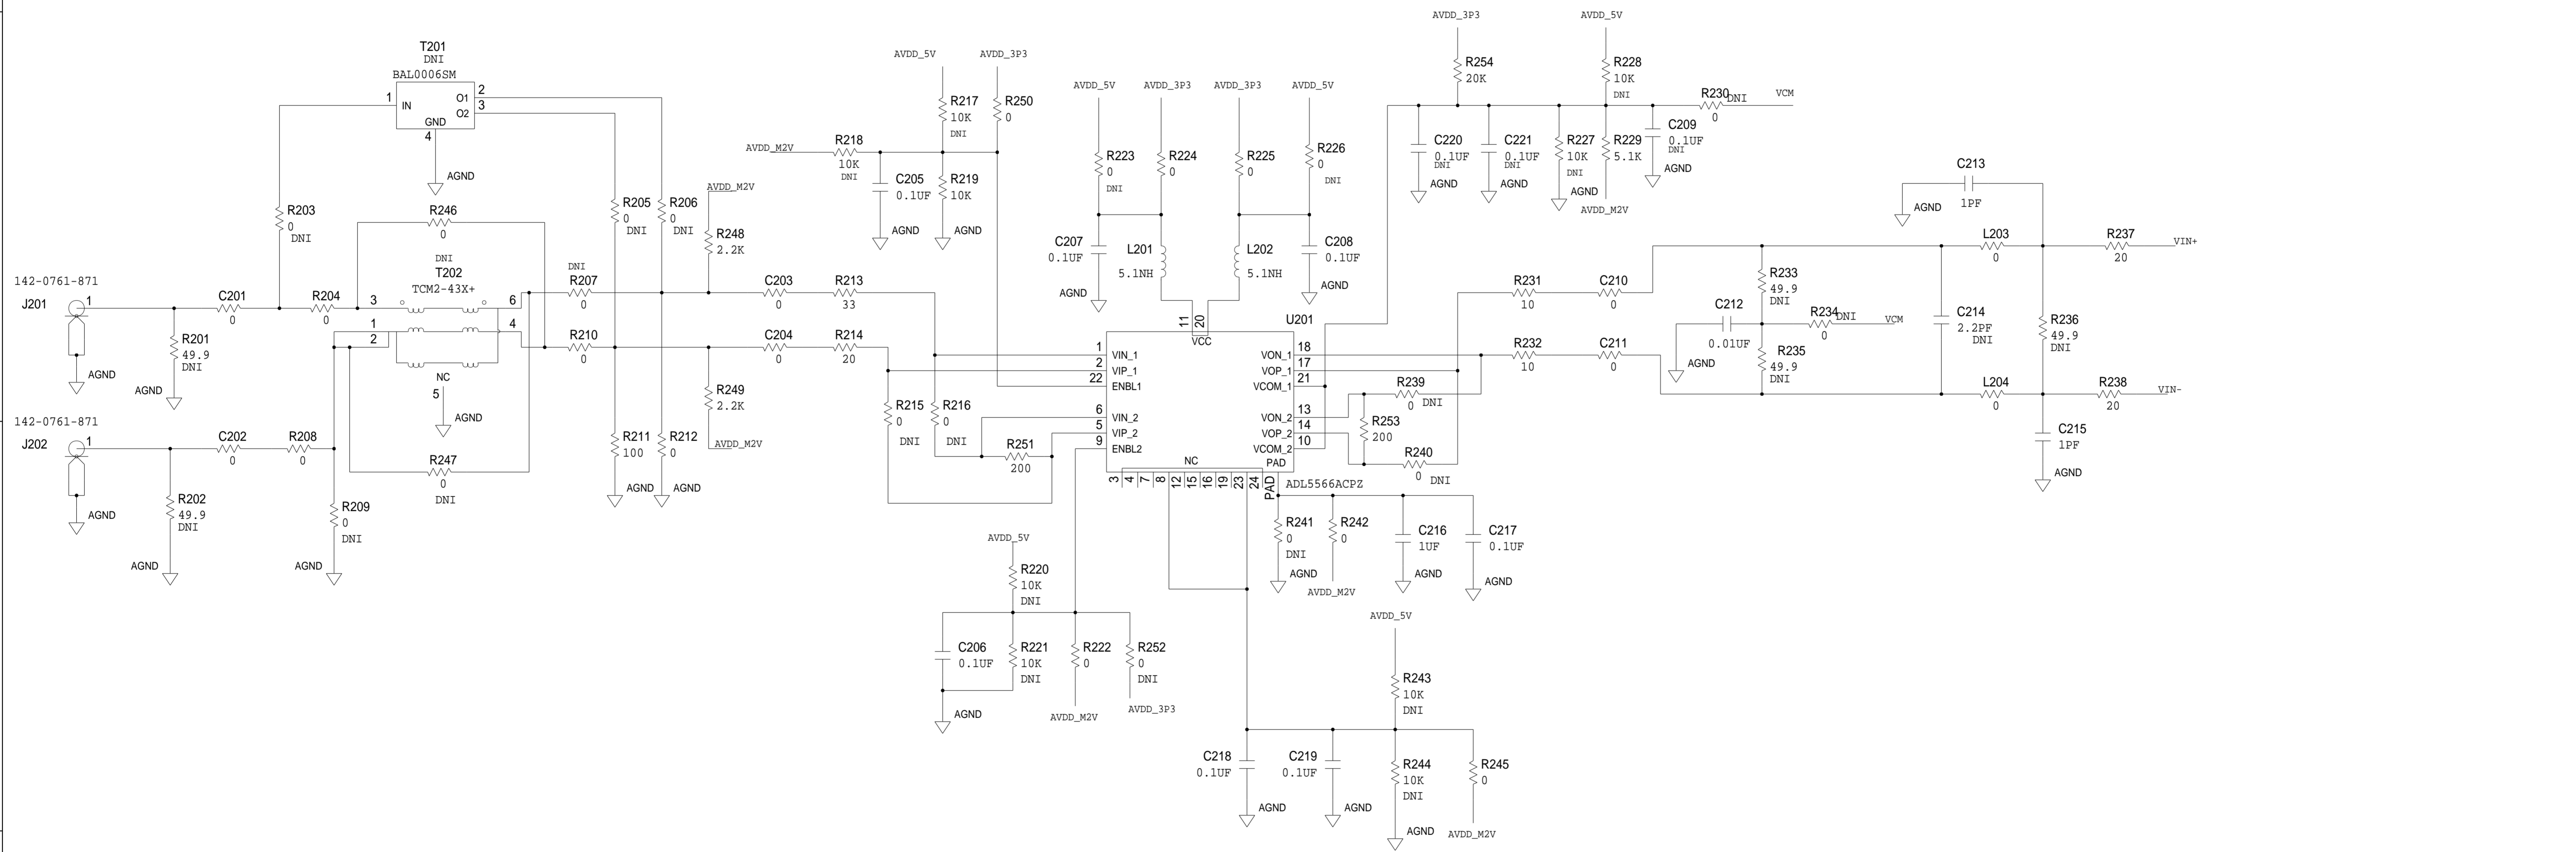 T201
DNI
BAL0006SM
1
IN
O1
2
O2
3
GND
4
AGND
R203
0
DNI
R246
0
DNI
R205
0
DNI
R206
0
DNI
AVDD_M2V
R248
2.2K
T202
TCM2-43X+
3
6
1
4
2
NC
5
AGND
142-0761-871
J201
1
AGND
R201
49.9
DNI
AGND
C201
0
R204
0
DNI
R207
0
R210
0
C203
0
R213
33
C204
0
R214
20
R249
2.2K
AVDD_M2V
142-0761-871
J202
1
AGND
R202
49.9
DNI
AGND
C202
0
R208
0
R247
0
DNI
R209
0
DNI
AGND
R211
100
AGND
R212
0
AGND
AVDD_5V
AVDD_3P3
R217
10K
DNI
R250
0
AVDD_M2V
R218
10K
DNI
C205
0.1UF
AGND
R219
10K
AGND
AVDD_5V
AVDD_3P3
AVDD_3P3
AVDD_5V
R223
0
DNI
R224
0
R225
0
R226
0
DNI
C207
0.1UF
AGND
L201
5.1NH
L202
5.1NH
C208
0.1UF
AGND
R215
0
DNI
R216
0
DNI
R251
200
U201
11
20
VCC
1
VIN_1
2
VIP_1
22
ENBL1
6
VIN_2
5
VIP_2
9
ENBL2
18
VON_1
17
VOP_1
21
VCOM_1
13
VON_2
14
VOP_2
10
VCOM_2
NC
PAD
3
4
7
8
12
15
16
19
23
24
PAD
ADL5566ACPZ
AVDD_3P3
AVDD_5V
R254
20K
R228
10K
DNI
R230
DNI
0
VCM
C220
0.1UF
DNI
AGND
C221
0.1UF
DNI
AGND
R227
10K
DNI
AGND
R229
5.1K
AVDD_M2V
C209
0.1UF
DNI
AGND
R231
10
C210
0
R232
10
C211
0
R239
0
DNI
R253
200
R240
0
DNI
R233
49.9
DNI
C212
0.01UF
AGND
R234
DNI
0
VCM
R235
49.9
DNI
C214
2.2PF
DNI
C213
1PF
AGND
L203
0
L204
0
R236
49.9
DNI
R237
20
VIN+
R238
20
VIN-
C215
1PF
AGND
R241
0
DNI
AGND
R242
0
AVDD_M2V
C216
1UF
AGND
C217
0.1UF
AGND
AVDD_5V
R220
10K
DNI
C206
0.1UF
AGND
R221
10K
DNI
R222
0
AVDD_M2V
R252
0
DNI
AVDD_3P3
AVDD_5V
R243
10K
DNI
C218
0.1UF
AGND
C219
0.1UF
AGND
R244
10K
DNI
AGND
R245
0
AVDD_M2V